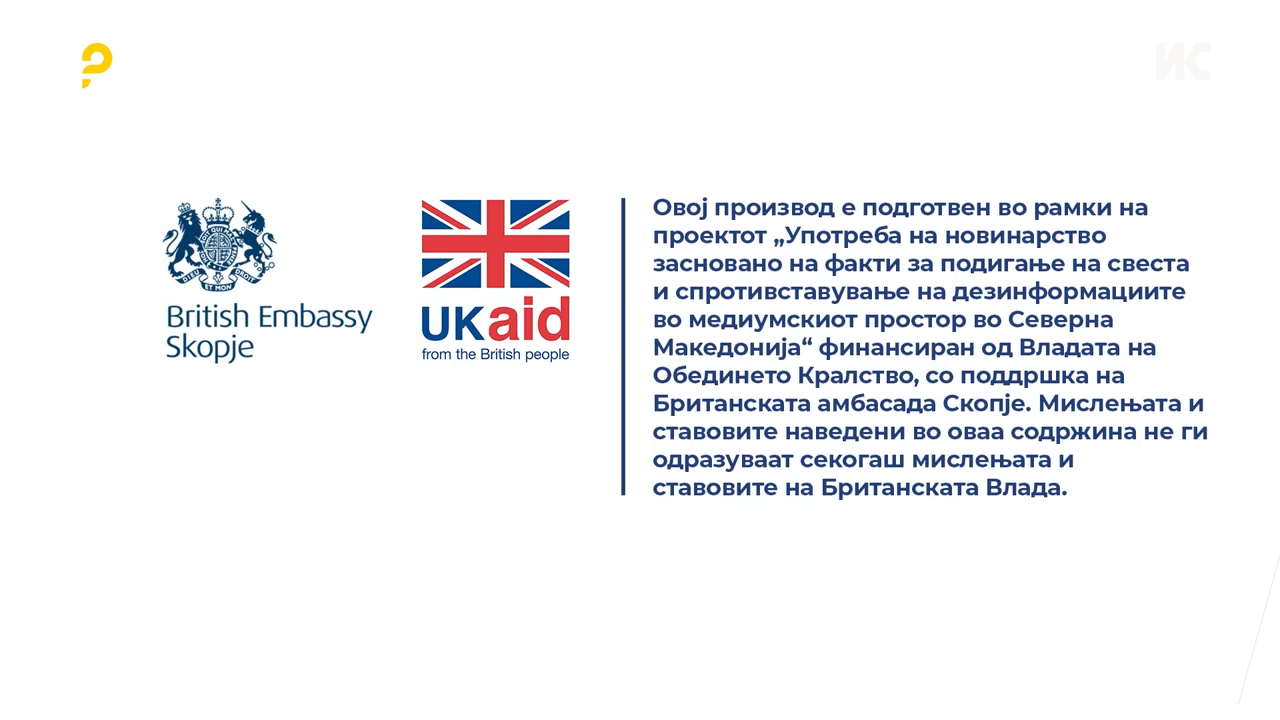 ИС
British Embassy
Skopje
UKaid
from the British people
Овој производ е подготвен во рамки на
проектот „Употреба на новинарство
засновано на факти за подигање на свеста
и спротивставување на дезинформациите
во медиумскиот простор во Северна
Македонија“ финансиран од Владата на
Обединето Кралство, со поддршка на
Британската амбасада Скопје. Мислењата и
ставовите наведени во оваа содржина не ги
одразуваат секогаш мислењата и
ставовите на Британската Влада.